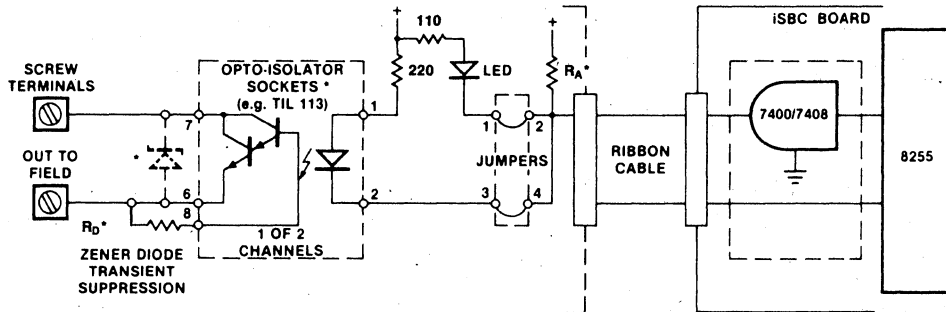 iSBC BOARD
110
220
LED
R_A*
SCREW
TERMINALS
OPTO-ISOLATOR
SOCKETS *
(e.g. TIL 113)
7
1
1
2
7400/7408
8255
*
JUMPERS
RIBBON
CABLE
OUT TO
FIELD
6
2
3
4
8
R_D*
1 OF 2
CHANNELS
ZENER DIODE
TRANSIENT
SUPPRESSION